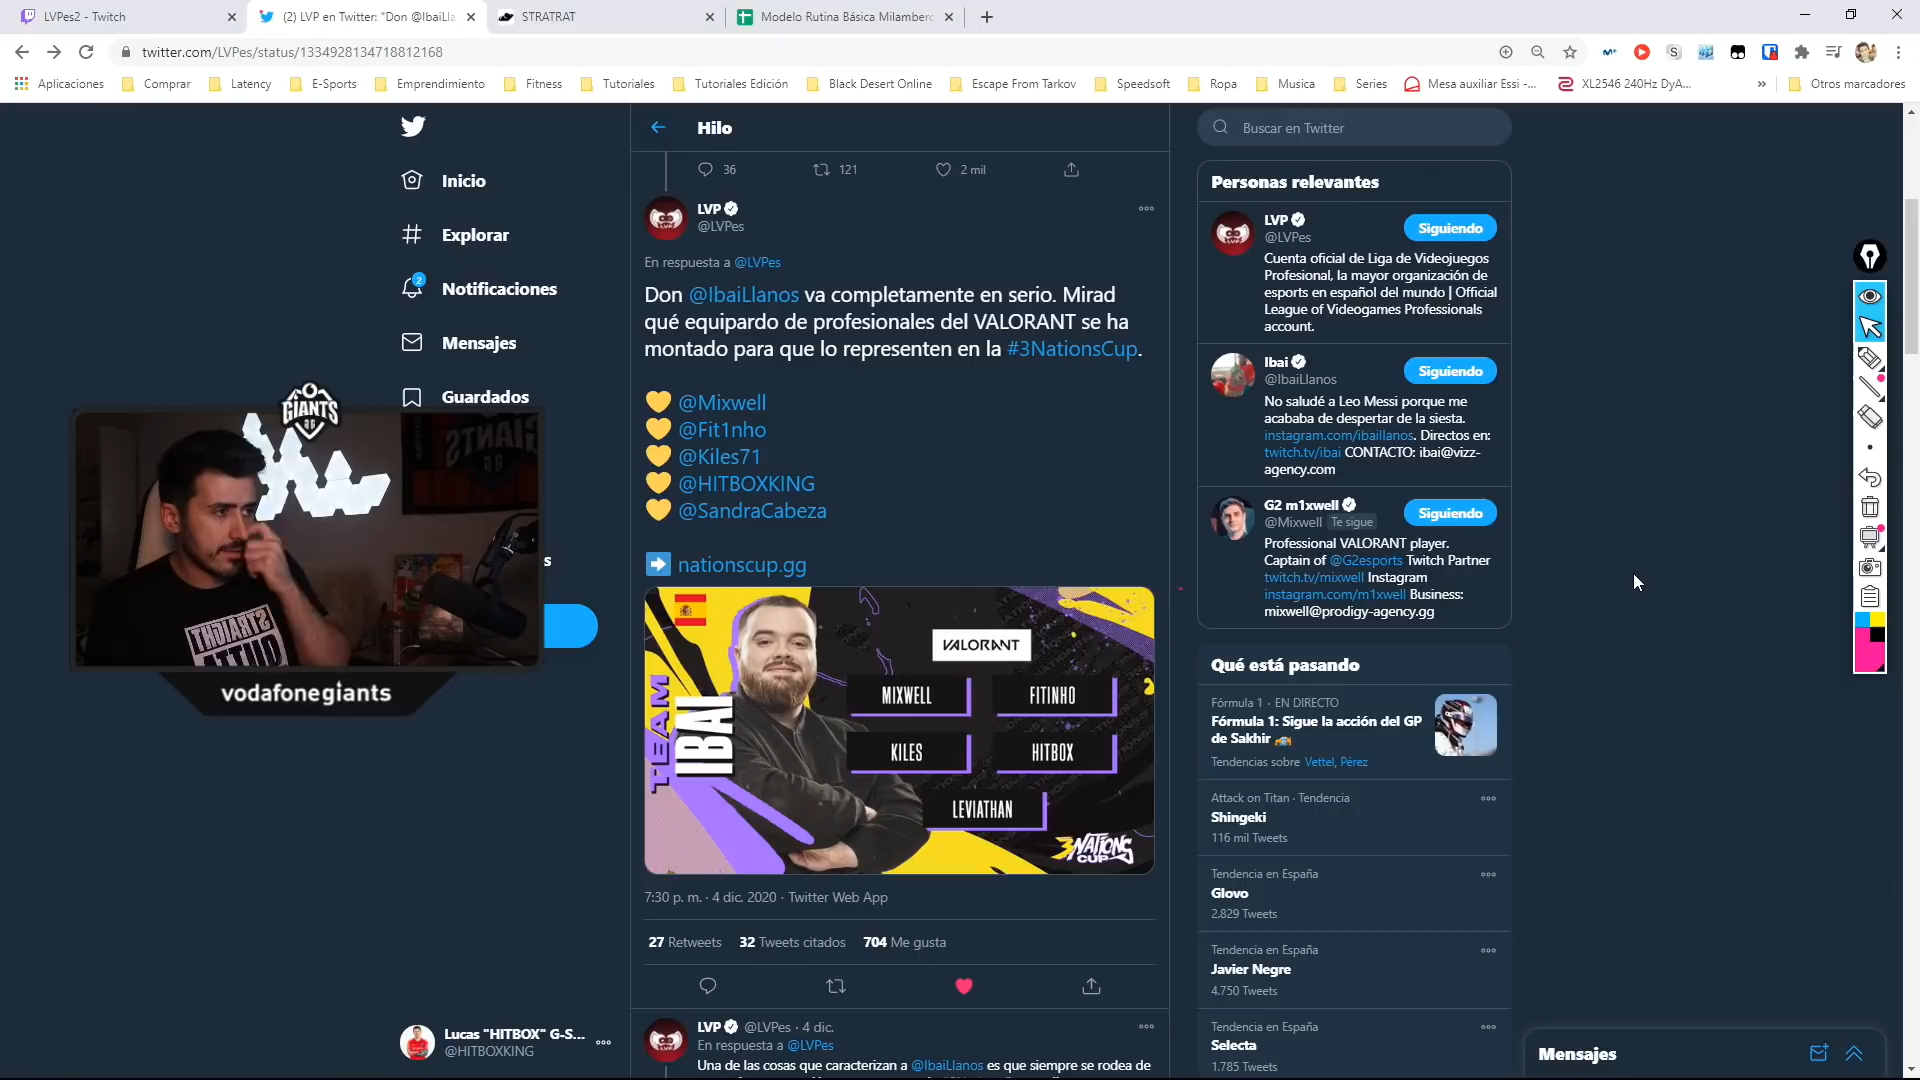 LVPes2 - Twitch
(2) LVP en Twitter: "Don @IbaiLla
STRATRAT
Modelo Rutina Básica Milamber
twitter.com/LVPes/status/1334928134718812168
Aplicaciones
Comprar
Latency
E-Sports
Emprendimiento
Fitness
Tutoriales
Tutoriales Edición
Black Desert Online
Escape From Tarkov
Speedsoft
Ropa
Musica
Series
Mesa auxiliar Essi -...
XL2546 240Hz DyA...
»
Otros marcadores
Inicio
Explorar
2
Notificaciones
Mensajes
Guardados
s
GIANTS
STRAIGHT
vodafonegiants
Lucas "HITBOX" G-S...
@HITBOXKING
Hilo
36
121
2 mil
LVP
@LVPes
En respuesta a @LVPes
Don @IbaiLlanos va completamente en serio. Mirad
qué equipardo de profesionales del VALORANT se ha
montado para que lo representen en la #3NationsCup.
💛 @Mixwell
💛 @Fit1nho
💛 @Kiles71
💛 @HITBOXKING
💛 @SandraCabeza
➡️ nationscup.gg
TEAM
IBAI
VALORANT
MIXWELL
FITINHO
KILES
HITBOX
LEVIATHAN
3NATIONS
CUP
7:30 p. m. · 4 dic. 2020 · Twitter Web App
27 Retweets
32 Tweets citados
704 Me gusta
LVP @LVPes · 4 dic.
En respuesta a @LVPes
Una de las cosas que caracterizan a @IbaiLlanos es que siempre se rodea de
Buscar en Twitter
Personas relevantes
LVP
@LVPes
Siguiendo
Cuenta oficial de Liga de Videojuegos
Profesional, la mayor organización de
esports en español del mundo | Official
League of Videogames Professionals
account.
Ibai
@IbaiLlanos
Siguiendo
No saludé a Leo Messi porque me
acababa de despertar de la siesta.
instagram.com/ibaillanos. Directos en:
twitch.tv/ibai CONTACTO: ibai@vizz-
agency.com
G2 m1xwell
@Mixwell Te sigue
Siguiendo
Professional VALORANT player.
Captain of @G2esports Twitch Partner
twitch.tv/mixwell Instagram
instagram.com/m1xwell Business:
mixwell@prodigy-agency.gg
Qué está pasando
Fórmula 1 · EN DIRECTO
Fórmula 1: Sigue la acción del GP
de Sakhir 🏎️
Tendencias sobre Vettel, Pérez
Attack on Titan · Tendencia
Shingeki
116 mil Tweets
Tendencia en España
Glovo
2.829 Tweets
Tendencia en España
Javier Negre
4.750 Tweets
Tendencia en España
Selecta
1.785 Tweets
Mensajes